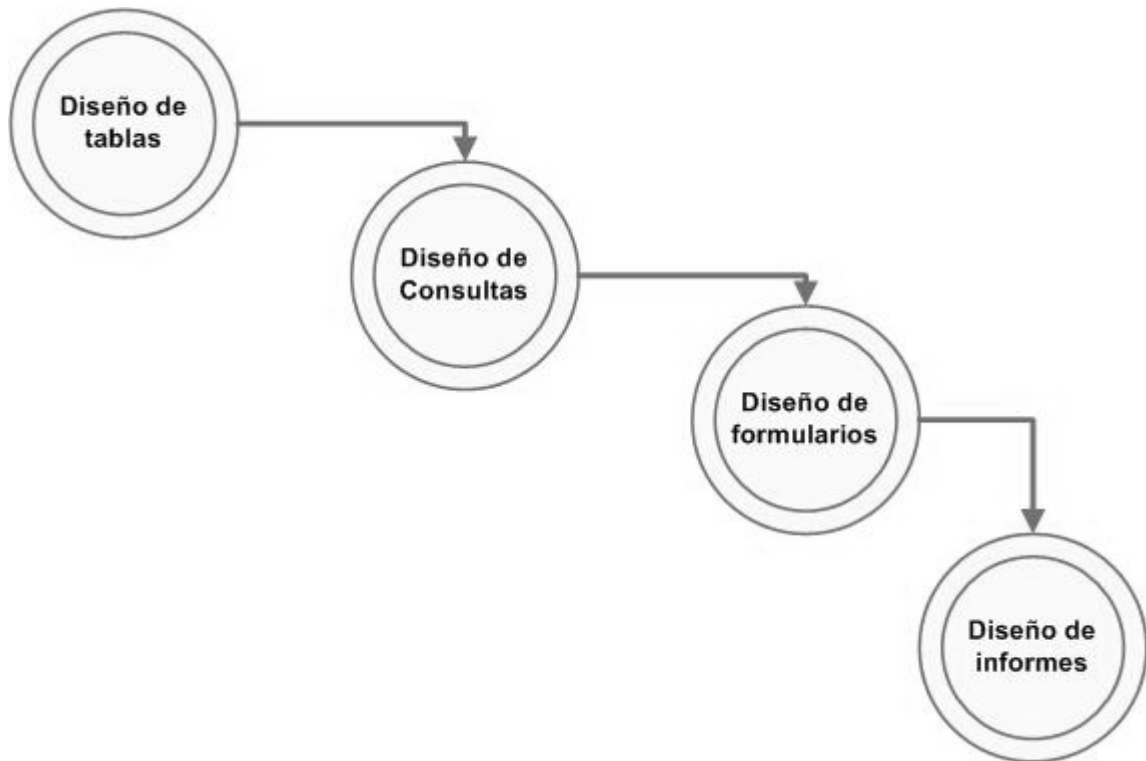 Diseño de
tablas
Diseño de
Consultas
Diseño de
formularios
Diseño de
informes